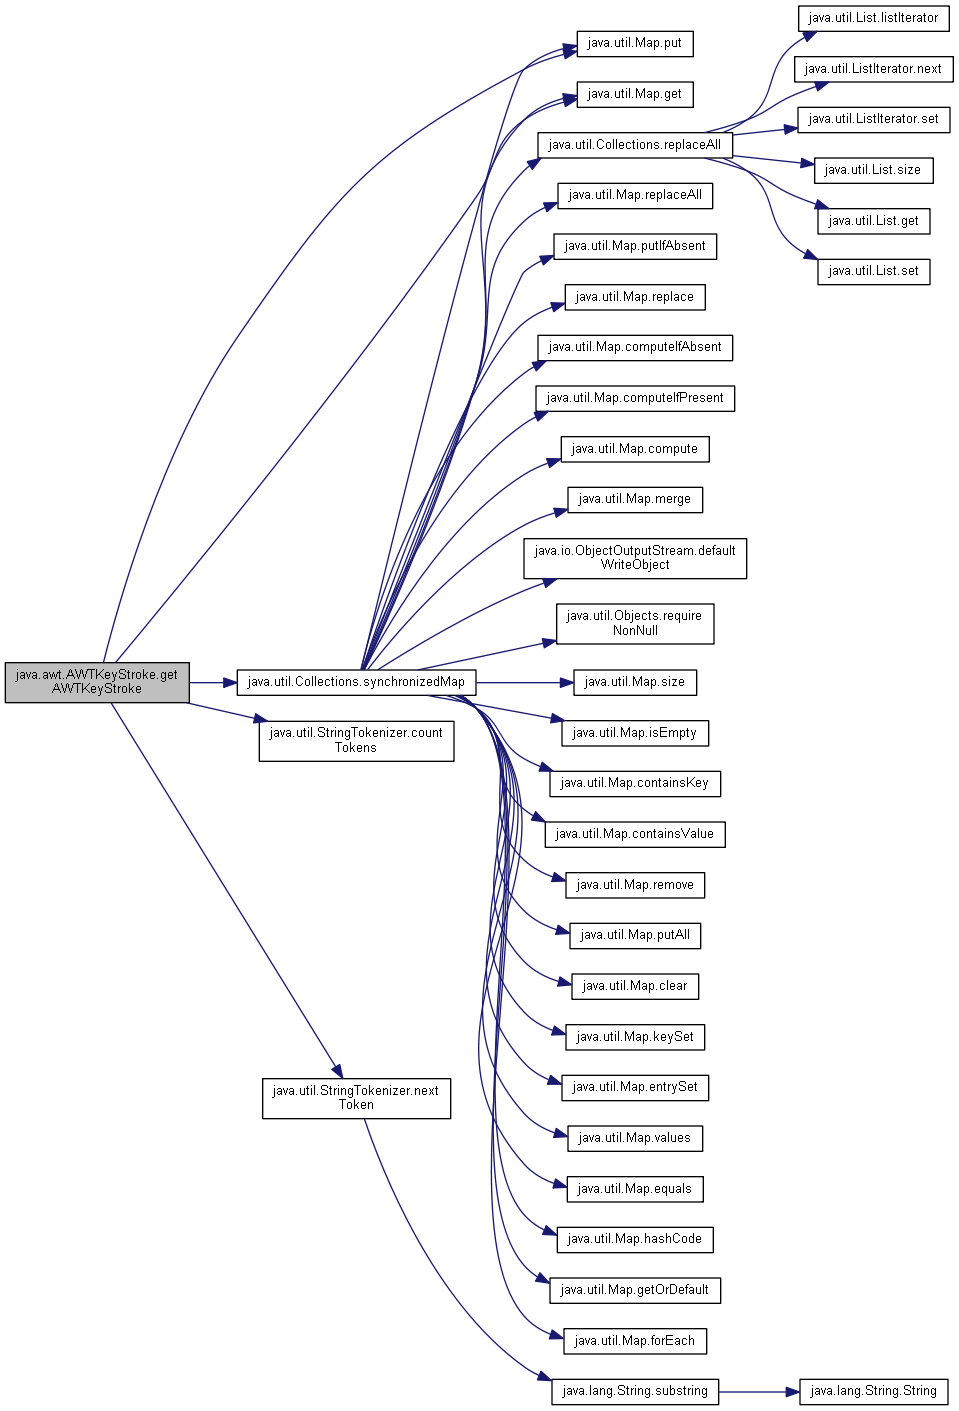 java.util.List.listIterator
java.util.Map.put
java.util.ListIterator.next
java.util.Map.get
java.util.ListIterator.set
java.util.Collections.replaceAll
java.util.List.size
java.util.Map.replaceAll
java.util.List.get
java.util.Map.putIfAbsent
java.util.List.set
java.util.Map.replace
java.util.Map.computeIfAbsent
java.util.Map.computeIfPresent
java.util.Map.compute
java.util.Map.merge
java.io.ObjectOutputStream.default
WriteObject
java.util.Objects.require
NonNull
java.awt.AWTKeyStroke.get
AWTKeyStroke
java.util.Collections.synchronizedMap
java.util.Map.size
java.util.StringTokenizer.count
Tokens
java.util.Map.isEmpty
java.util.Map.containsKey
java.util.Map.containsValue
java.util.Map.remove
java.util.Map.putAll
java.util.Map.clear
java.util.Map.keySet
java.util.Map.entrySet
java.util.StringTokenizer.next
Token
java.util.Map.values
java.util.Map.equals
java.util.Map.hashCode
java.util.Map.getOrDefault
java.util.Map.forEach
java.lang.String.substring
java.lang.String.String